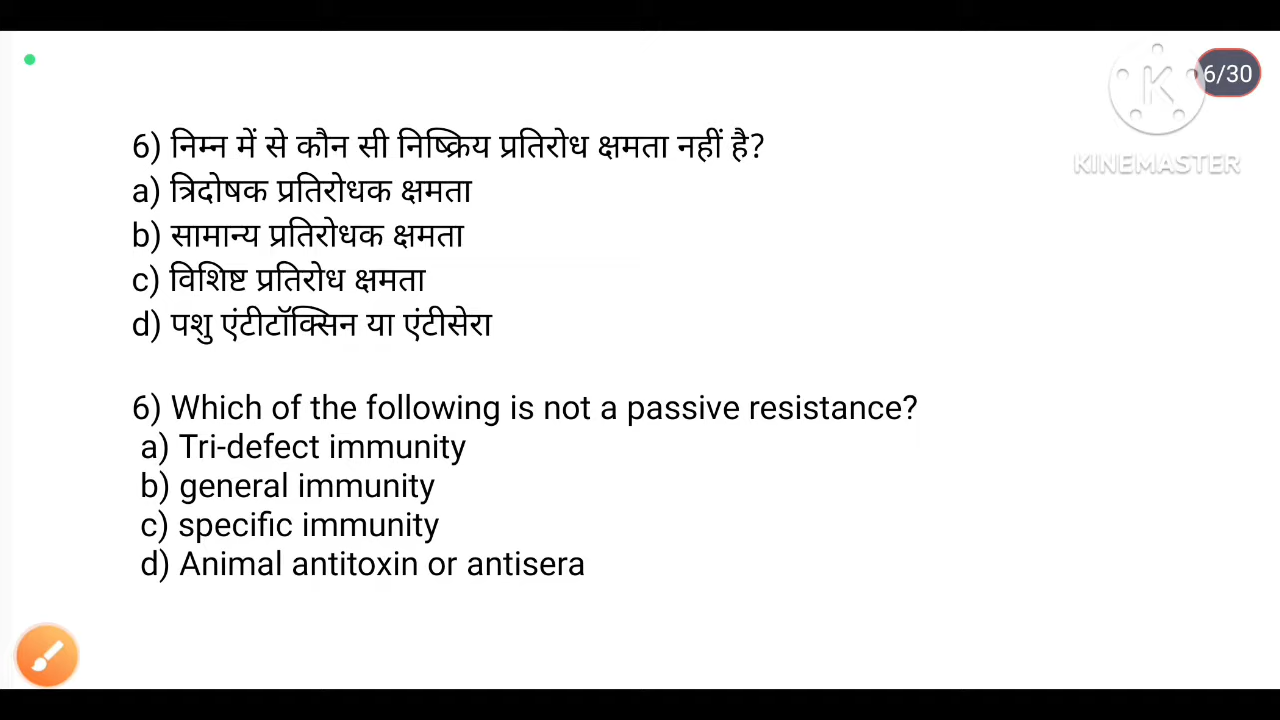 6/30
KINEMASTER
6) निम्न में से कौन सी निष्क्रिय प्रतिरोध क्षमता नहीं है?
a) त्रिदोषक प्रतिरोधक क्षमता
b) सामान्य प्रतिरोधक क्षमता
c) विशिष्ट प्रतिरोध क्षमता
d) पशु एंटीटॉक्सिन या एंटीसेरा
6) Which of the following is not a passive resistance?
a) Tri-defect immunity
b) general immunity
c) specific immunity
d) Animal antitoxin or antisera